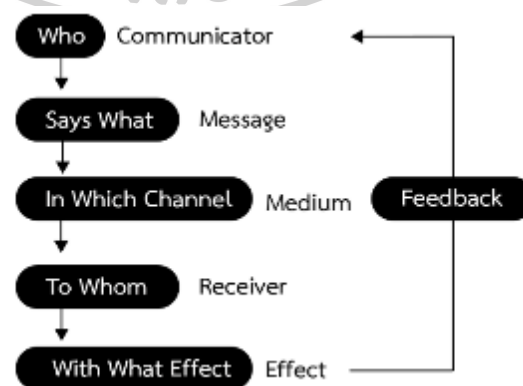 Who Communicator
Says What Message
In Which Channel Medium
Feedback
To Whom Receiver
With What Effect Effect